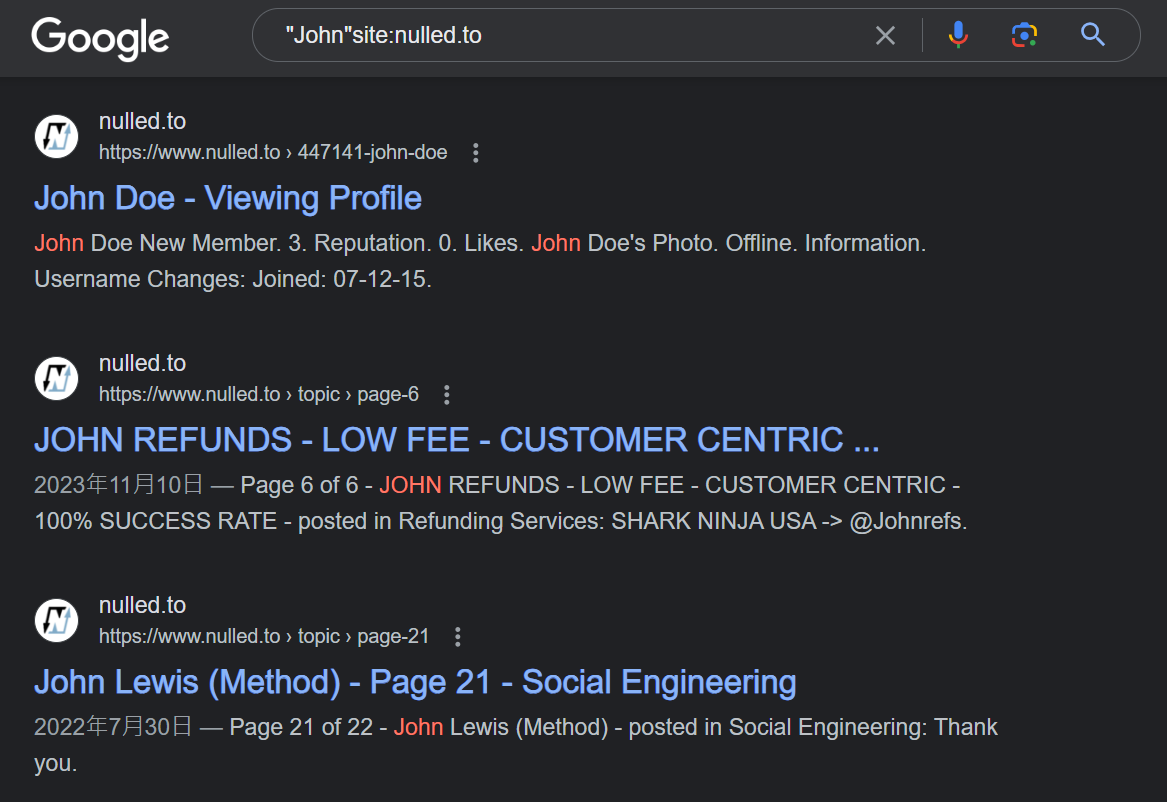 Google
"John"site:nulled.to
nulled.to
https://www.nulled.to › 447141-john-doe
John Doe - Viewing Profile
John Doe New Member. 3. Reputation. 0. Likes. John Doe's Photo. Offline. Information.
Username Changes: Joined: 07-12-15.
nulled.to
https://www.nulled.to › topic › page-6
JOHN REFUNDS - LOW FEE - CUSTOMER CENTRIC ...
2023年11月10日 — Page 6 of 6 - JOHN REFUNDS - LOW FEE - CUSTOMER CENTRIC -
100% SUCCESS RATE - posted in Refunding Services: SHARK NINJA USA -> @Johnrefs.
nulled.to
https://www.nulled.to › topic › page-21
John Lewis (Method) - Page 21 - Social Engineering
2022年7月30日 — Page 21 of 22 - John Lewis (Method) - posted in Social Engineering: Thank
you.